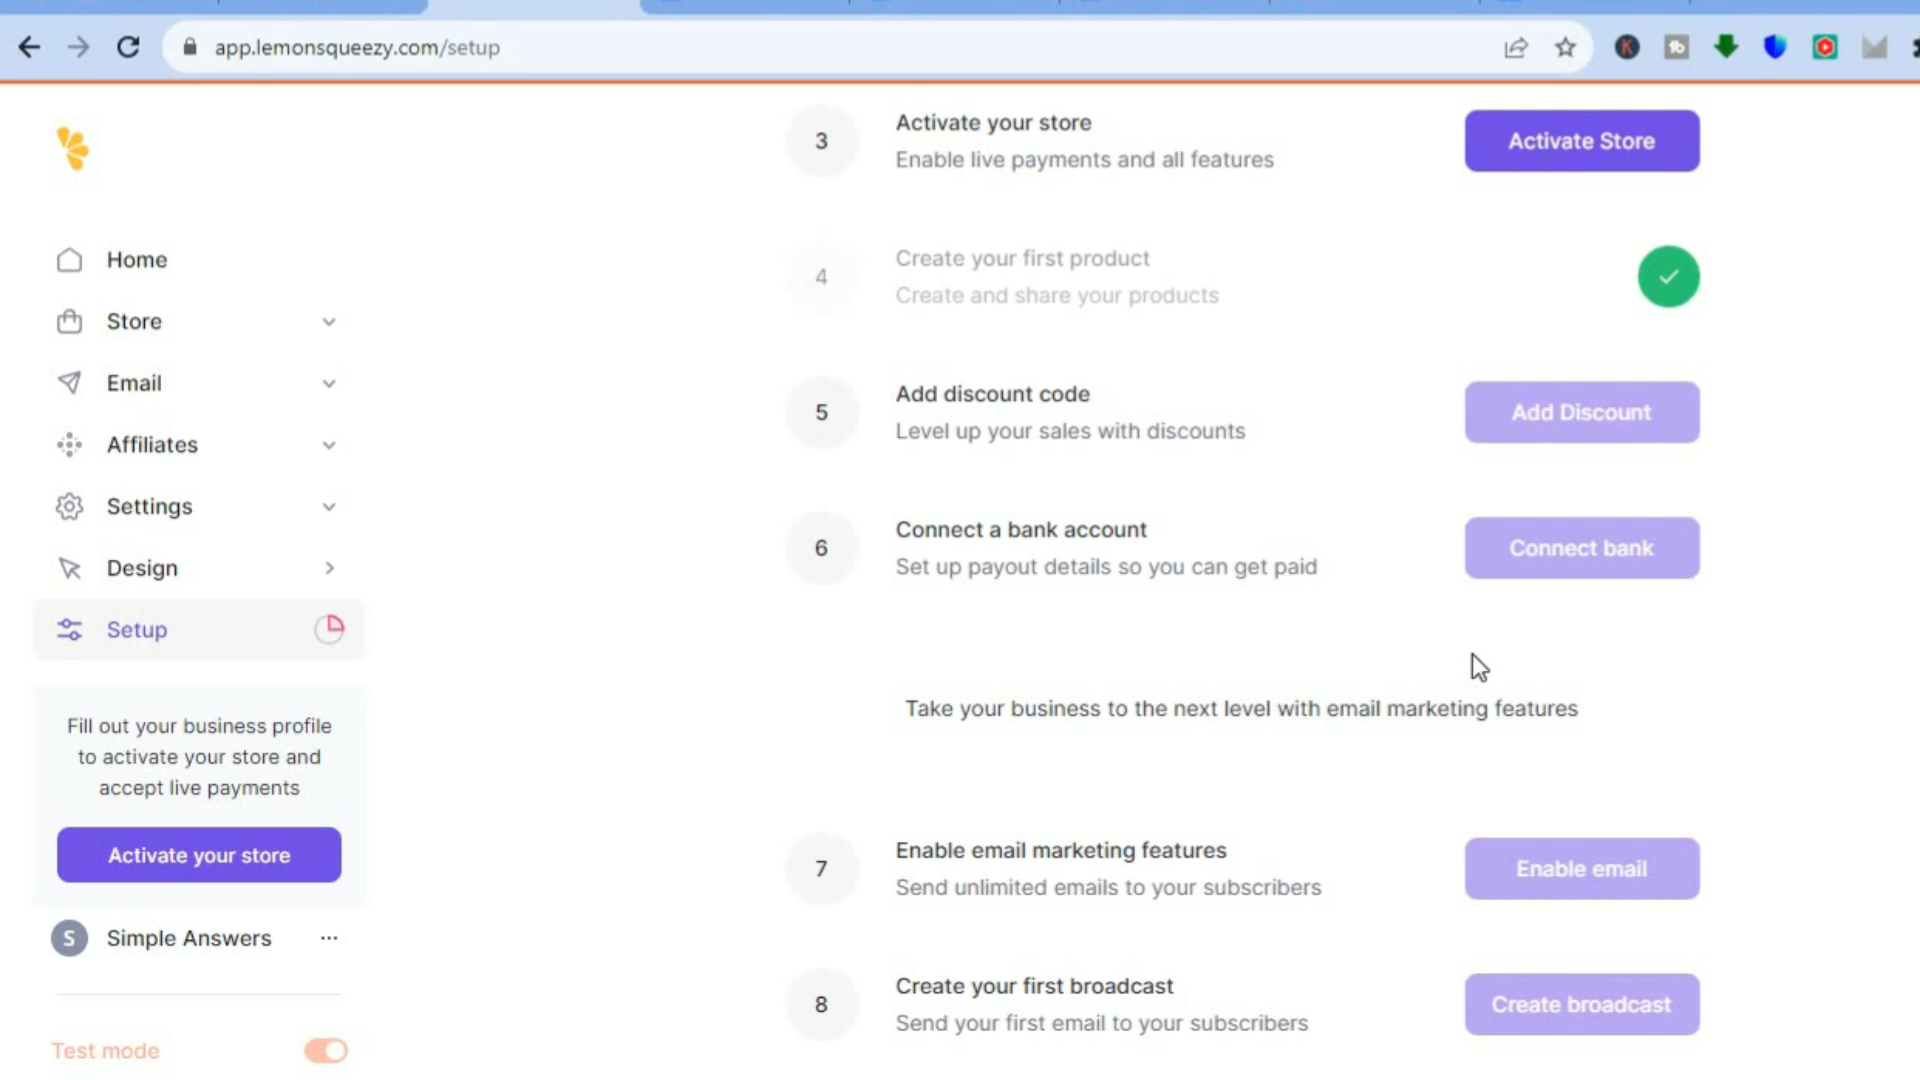 app.lemonsqueezy.com/setup
Home
Store
Email
Affiliates
Settings
Design
Setup
Fill out your business profile
to activate your store and
accept live payments
Activate your store
S
Simple Answers
...
Test mode
3
Activate your store
Enable live payments and all features
Activate Store
4
Create your first product
Create and share your products
5
Add discount code
Level up your sales with discounts
Add Discount
6
Connect a bank account
Set up payout details so you can get paid
Connect bank
Take your business to the next level with email marketing features
7
Enable email marketing features
Send unlimited emails to your subscribers
Enable email
8
Create your first broadcast
Send your first email to your subscribers
Create broadcast